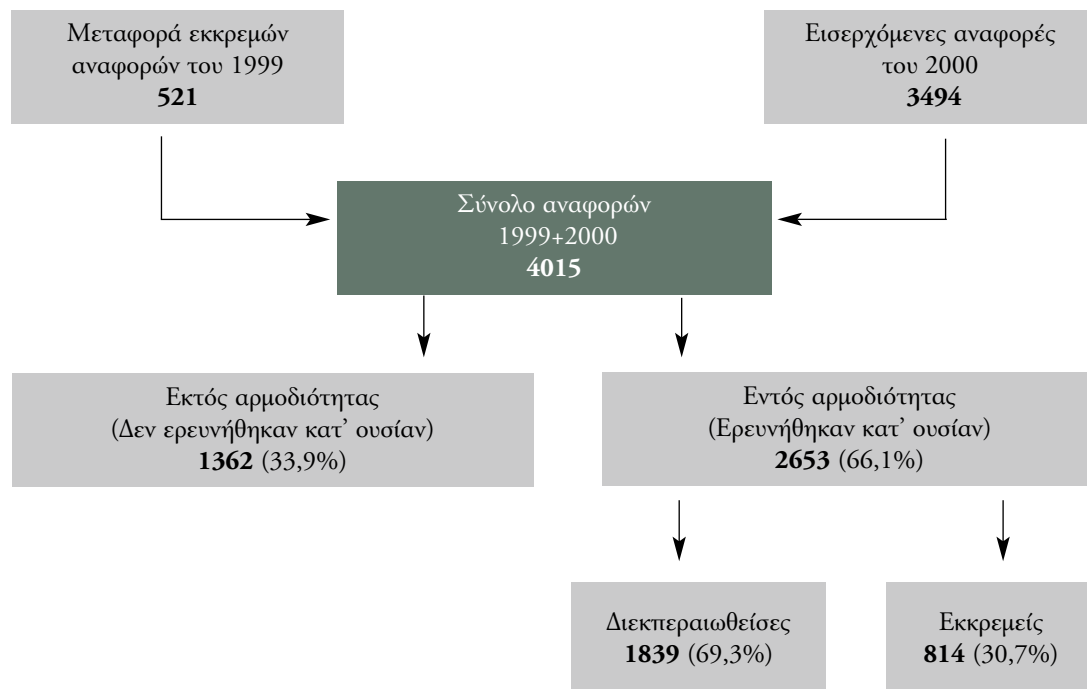 Μεταφορά εκκρεμών
αναφορών του 1999
521
Εισερχόμενες αναφορές
του 2000
3494
Σύνολο αναφορών
1999+2000
4015
Εκτός αρμοδιότητας
(Δεν ερευνήθηκαν κατ’ ουσίαν)
1362 (33,9%)
Εντός αρμοδιότητας
(Ερευνήθηκαν κατ’ ουσίαν)
2653 (66,1%)
Διεκπεραιωθείσες
1839 (69,3%)
Εκκρεμείς
814 (30,7%)